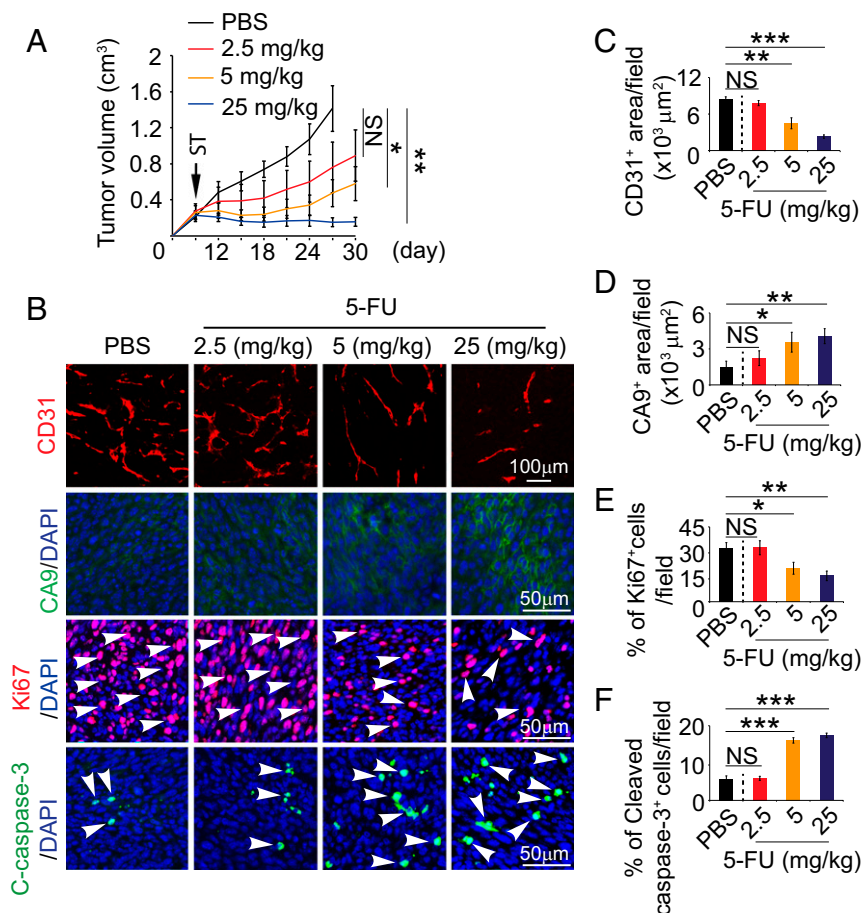 A
PBS
2.5 mg/kg
5 mg/kg
25 mg/kg
Tumor volume (cm³)
2
1.6
1.2
0.8
0.4
ST
NS
*
**
0 12 18 24 30 (day)
B
5-FU
PBS 2.5 (mg/kg) 5 (mg/kg) 25 (mg/kg)
CD31
100μm
CA9/DAPI
50μm
Ki67
/DAPI
50μm
C-caspase-3
/DAPI
50μm
C
***
**
NS
CD31⁺ area/field
(x10³ μm²)
12
6
0
PBS 2.5 5 25
5-FU (mg/kg)
D
**
*
NS
CA9⁺ area/field
(x10³ μm²)
6
3
0
PBS 2.5 5 25
5-FU (mg/kg)
E
**
*
NS
% of Ki67⁺cells
/field
45
30
15
0
PBS 2.5 5 25
5-FU (mg/kg)
F
***
***
NS
% of Cleaved
caspase-3⁺ cells/field
20
10
0
PBS 2.5 5 25
5-FU (mg/kg)